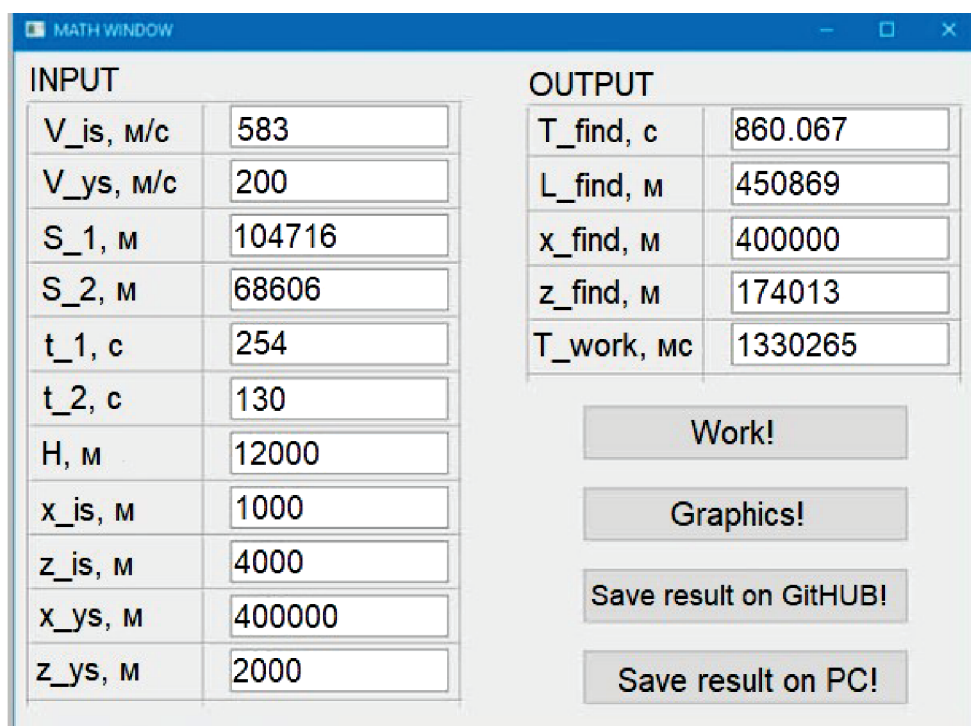 MATH WINDOW
INPUT
V_is, м/с 583
V_ys, м/с 200
S_1, м 104716
S_2, м 68606
t_1, с 254
t_2, с 130
H, м 12000
x_is, м 1000
z_is, м 4000
x_ys, м 400000
z_ys, м 2000
OUTPUT
T_find, с 860.067
L_find, м 450869
x_find, м 400000
z_find, м 174013
T_work, мс 1330265
Work!
Graphics!
Save result on GitHUB!
Save result on PC!